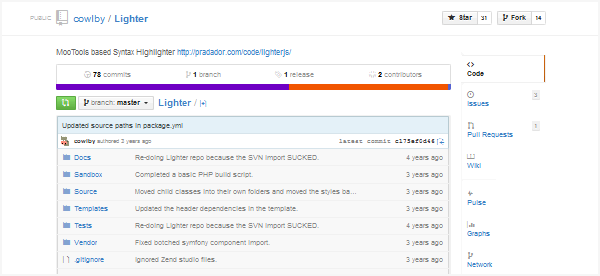 PUBLIC cowlby / Lighter Star 31 Fork 14
MooTools based Syntax Highlighter http://pradador.com/code/lighterjs/
78 commits 1 branch 1 release 2 contributors
branch: master Lighter /
Updated source paths in package.yml
cowlby authored 3 years ago latest commit
Docs Re-doing Lighter repo because the SVN import SUCKED. 4 years ago
Sandbox Completed a basic PHP build script. 3 years ago
Source Moved child classes into their own folders and moved the styles ba... 3 years ago
Templates Updated the header dependencies in the template. 3 years ago
Tests Re-doing Lighter repo because the SVN import SUCKED. 4 years ago
Vendor Fixed botched symfony component import. 3 years ago
.gitignore Ignored Zend studio files. 3 years ago
Code
Issues 3
Pull Requests 1
Wiki
Pulse
Graphs
Network